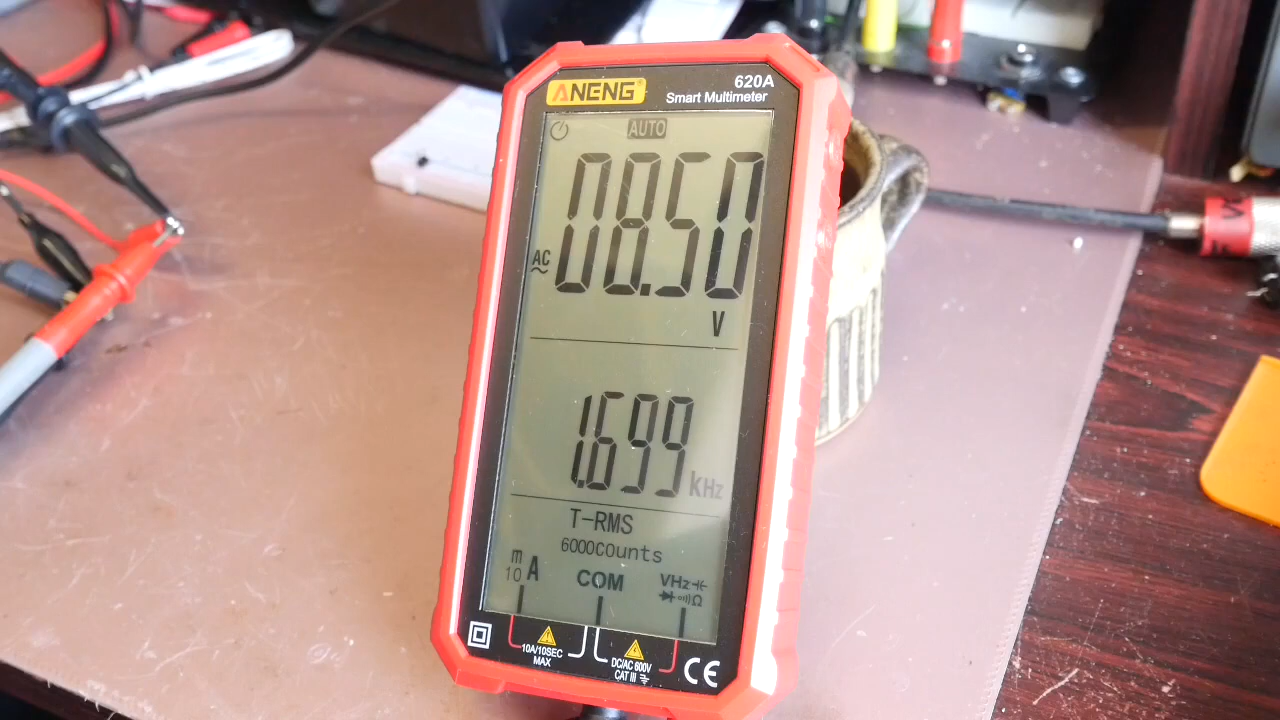 ANENG®
620A
Smart Multimeter
AUTO
AC
08.50
V
1.699 kHz
T-RMS
6000counts
m
10 A
COM
VHz
Ω
10A/10SEC
MAX
DC/AC 600V
CAT III
CE